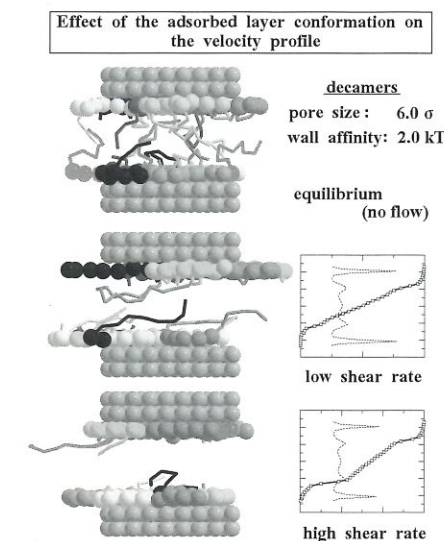 Effect of the adsorbed layer conformation on
the velocity profile
decamers
pore size : 6.0 σ
wall affinity: 2.0 kT
equilibrium
(no flow)
low shear rate
high shear rate